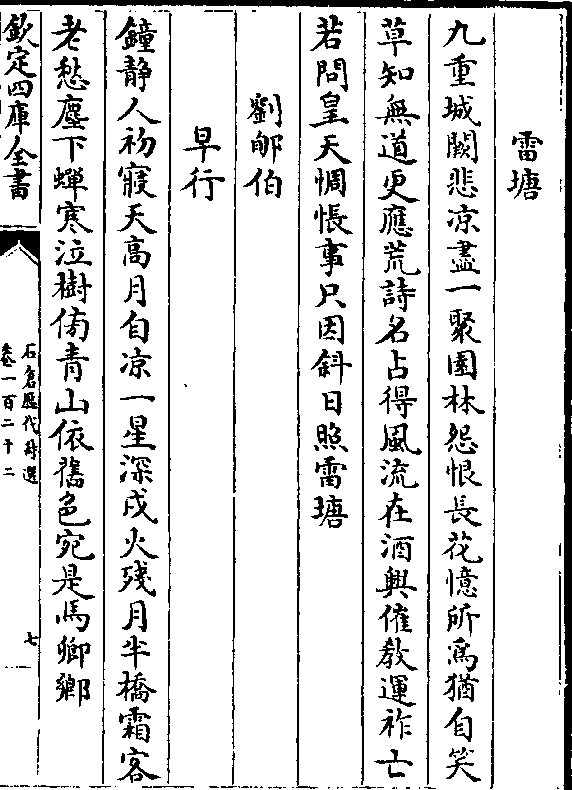 雷塘
九重城闕悲凉盡一聚園林怨恨長花憶所爲猶自笑
草知無道更應荒詩名占得風流在酒興催教運祚亡
若問皇天惆悵事只因斜日照雷塘
劉郇伯
早行
鐘静人初寢天高月自凉一星深戍火殘月半橋霜客
老愁塵下蟬寒泣樹傍青山依舊色宛是馬卿鄉
欽定四庫全書
石倉歷代詩選
卷一百二十二
七